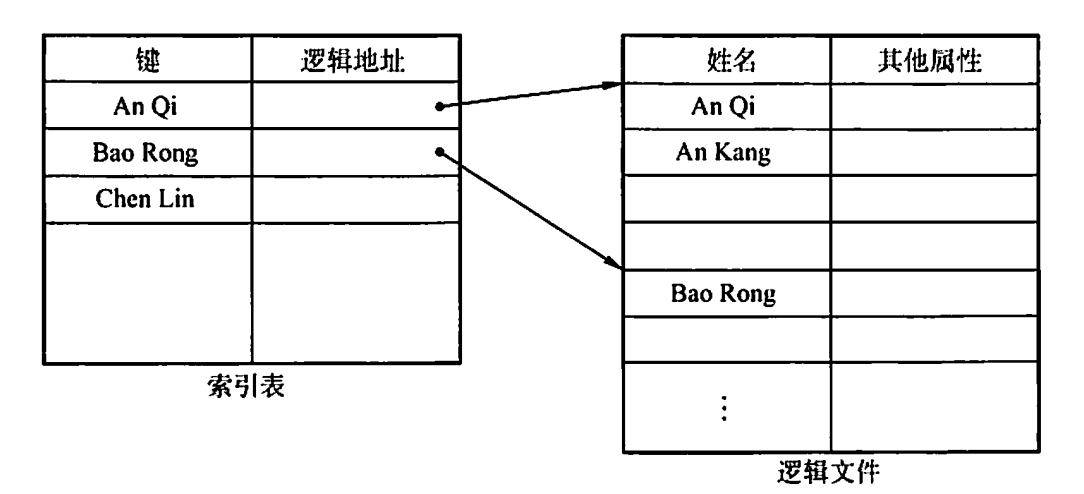 键 逻辑地址
An Qi
Bao Rong
Chen Lin
索引表
姓名 其他属性
An Qi
An Kang
Bao Rong
⋮
逻辑文件